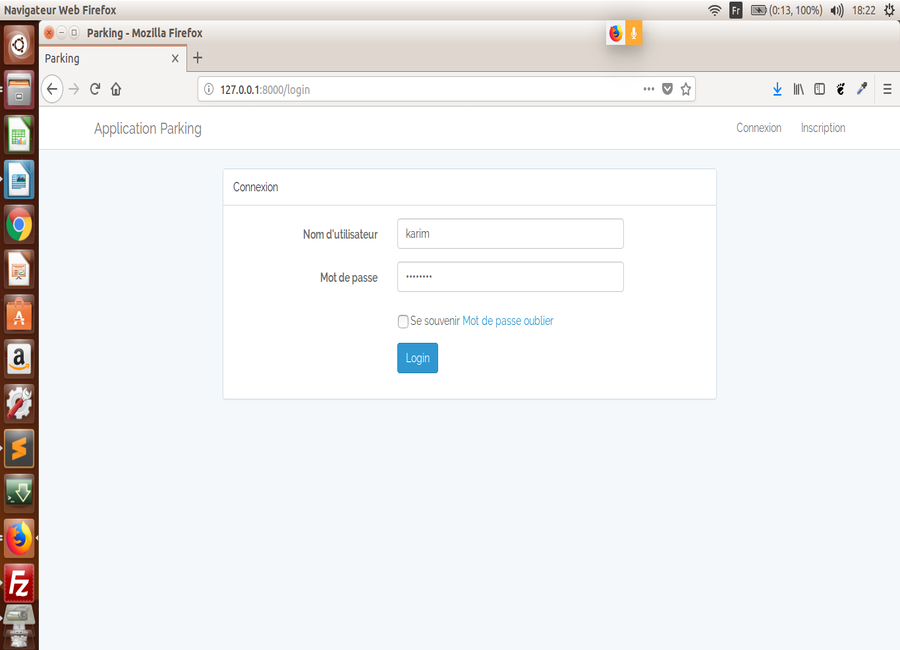 Navigateur Web Firefox
Fr
(0:13, 100%)
18:22
Parking - Mozilla Firefox
Parking
127.0.0.1:8000/login
Application Parking
Connexion
Inscription
Connexion
Nom d'utilisateur
karim
Mot de passe
••••••••
Se souvenir Mot de passe oublier
Login
a
Fz